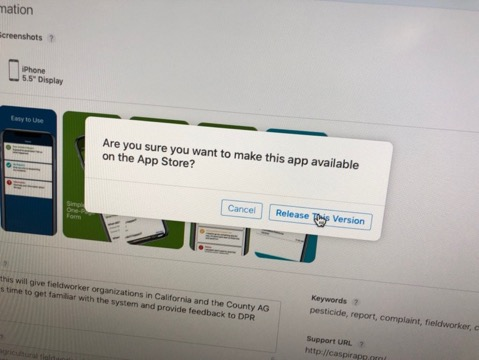 mation
Screenshots ?
iPhone
5.5" Display
Easy to Use
Are you sure you want to make this app available
on the App Store?
Cancel
Release This Version
Simpl
One-P
Form
this will give fieldworker organizations in California and the County AG
s time to get familiar with the system and provide feedback to DPR
Keywords ?
pesticide, report, complaint, fieldworker, c
Support URL ?
http://caspirapp.org/